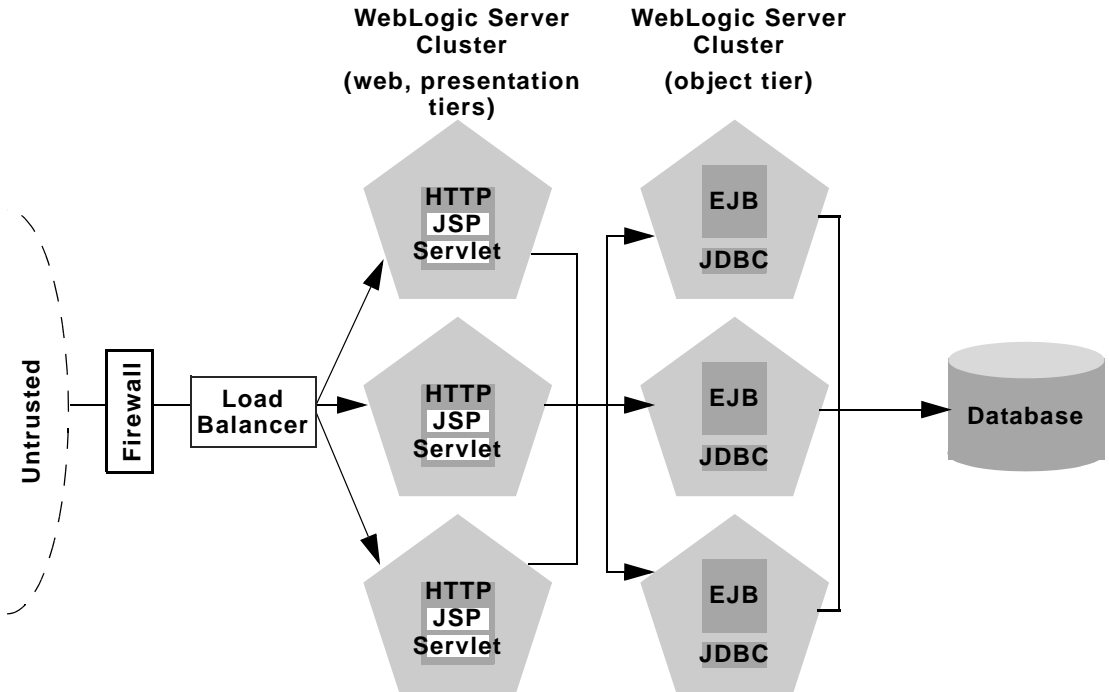 WebLogic Server
Cluster
(web, presentation
tiers)
WebLogic Server
Cluster
(object tier)
Untrusted
Firewall
Load
Balancer
HTTP
JSP
Servlet
HTTP
JSP
Servlet
HTTP
JSP
Servlet
EJB
JDBC
EJB
JDBC
EJB
JDBC
Database